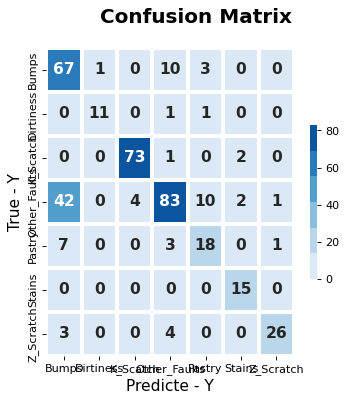 Confusion Matrix
True - Y
Bumps 67 1 0 10 3 0 0
Dirtiness 0 11 0 1 1 0 0
K_Scatch 0 0 73 1 0 2 0
Other_Faults 42 0 4 83 10 2 1
Pastry 7 0 0 3 18 0 1
Stains 0 0 0 0 0 15 0
Z_Scratch 3 0 0 4 0 0 26
Bumps Dirtiness K_Scatch Other_Faults Pastry Stains Z_Scratch
Predicte - Y
80
60
40
20
0